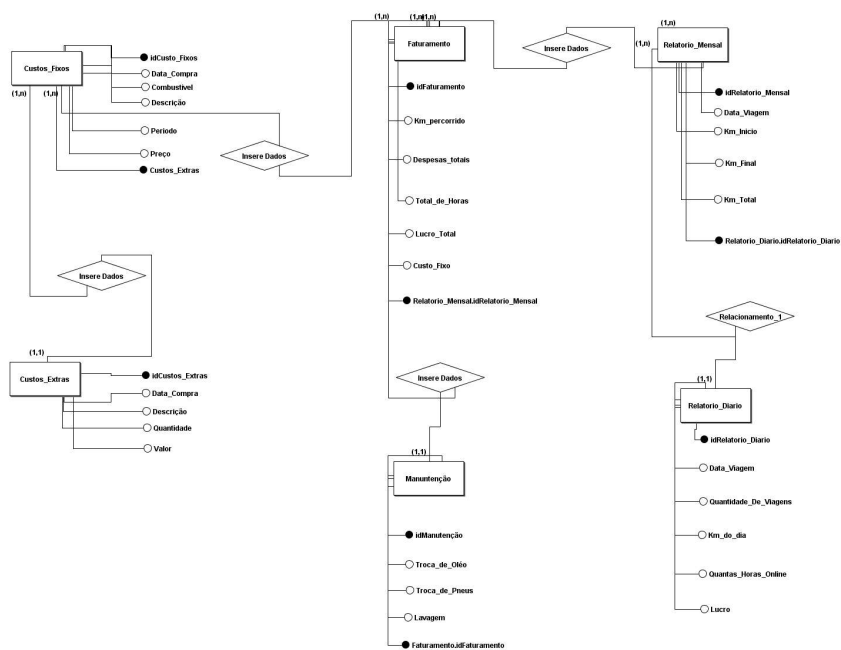 Custos_Fixos
(1,n)
(1,n)
idCusto_Fixos
Data_Compra
Combustivel
Descrição
Periodo
Preço
Custos_Extras
Insere Dados
(1,n)
(1,n)
(1,n)
Faturamento
idFaturamento
Km_percorrido
Despesas_totais
Total_de_Horas
Lucro_Total
Custo_Fixo
Relatorio_Mensal.idRelatorio_Mensal
Insere Dados
(1,n)
(1,n)
Relatorio_Mensal
idRelatorio_Mensal
Data_Viagem
Km_Inicio
Km_Final
Km_Total
Relatorio_Diario.idRelatorio_Diario
Insere Dados
(1,1)
Custos_Extras
idCustos_Extras
Data_Compra
Descrição
Quantidade
Valor
Insere Dados
(1,1)
Manuntenção
idManutenção
Troca_de_Oléo
Troca_de_Pneus
Lavagem
Faturamento.idFaturamento
Relacionamento_1
(1,1)
Relatorio_Diario
idRelatorio_Diario
Data_Viagem
Quantidade_De_Viagens
Km_do_dia
Quantas_Horas_Online
Lucro